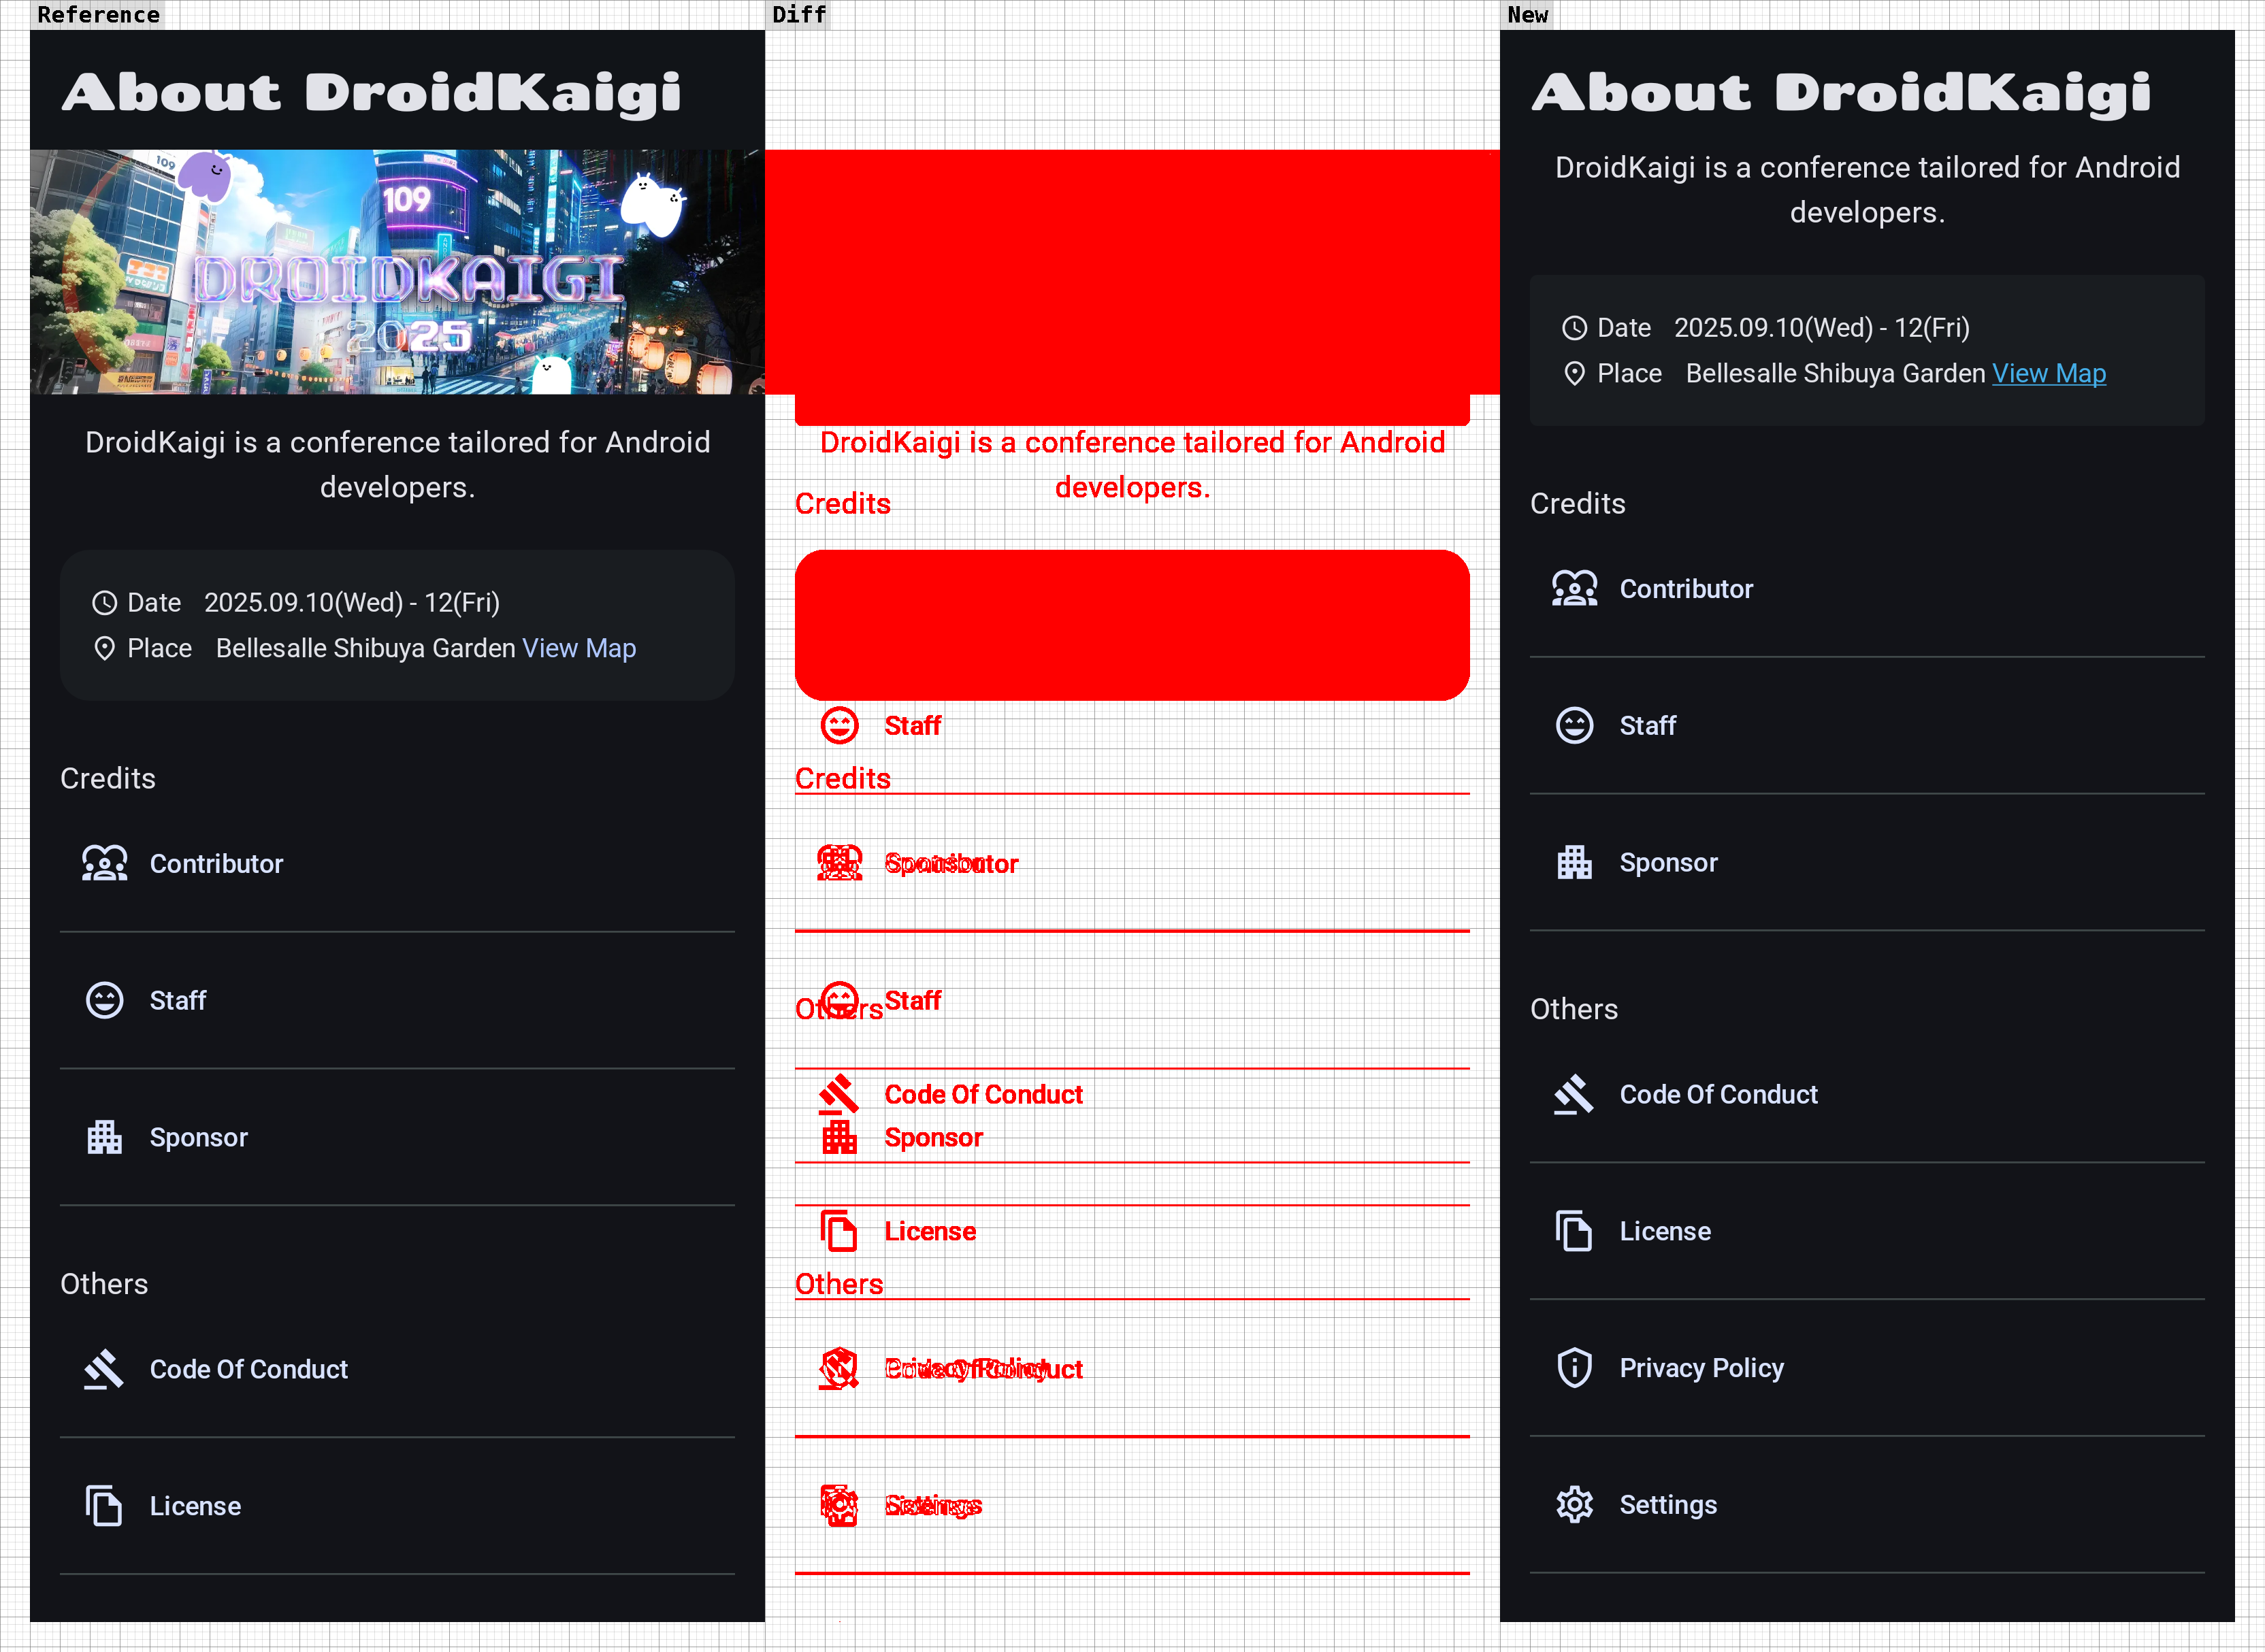 Reference
About DroidKaigi
109
109
DROIDKAIGI
2025
DroidKaigi is a conference tailored for Android
developers.
Date 2025.09.10(Wed) - 12(Fri)
Place Bellesalle Shibuya Garden View Map
Credits
Contributor
Staff
Sponsor
Others
Code Of Conduct
License
Diff
DroidKaigi is a conference tailored for Android
developers.
Credits
Staff
Credits
Contributor
Staff
Others
Code Of Conduct
Sponsor
License
Others
Code Of Conduct
Settings
New
About DroidKaigi
DroidKaigi is a conference tailored for Android
developers.
Date 2025.09.10(Wed) - 12(Fri)
Place Bellesalle Shibuya Garden View Map
Credits
Contributor
Staff
Sponsor
Others
Code Of Conduct
License
Privacy Policy
Settings